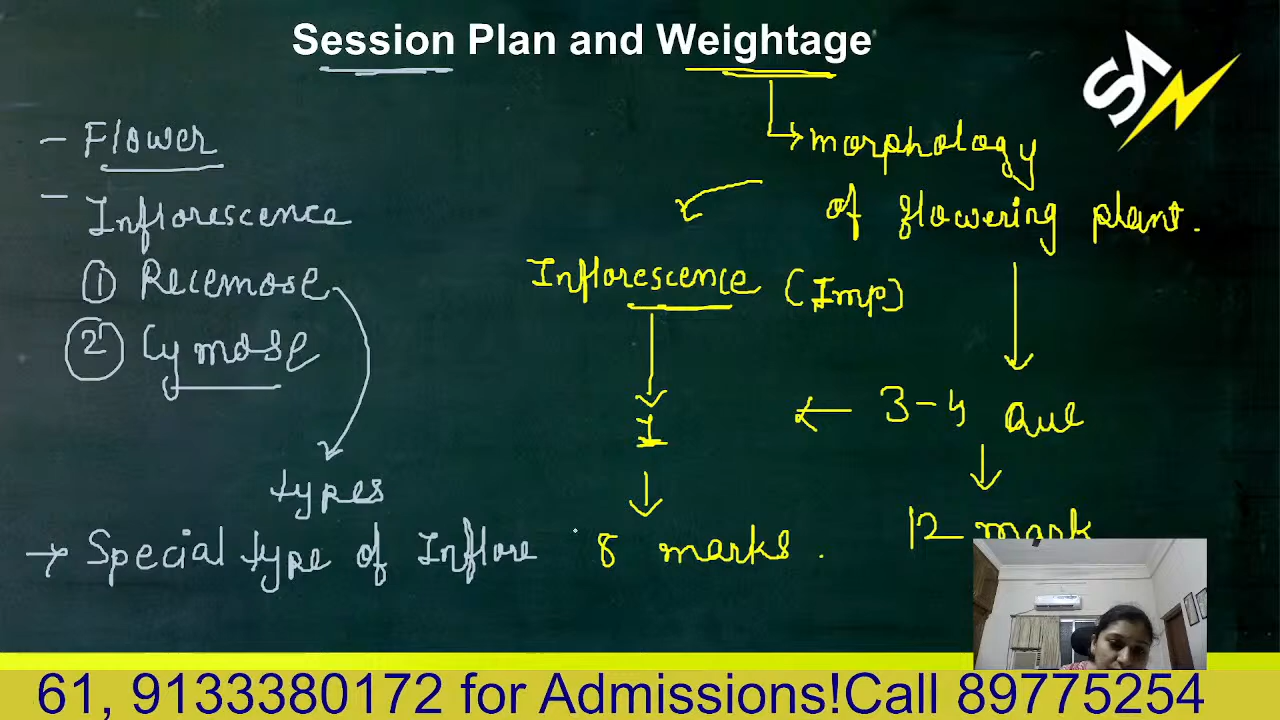 Session Plan and Weightage
SAN
- Flower
- Inflorescence
① Recemose
② Cymose
types
→ Special type of Inflore
morphology
of flowering plant.
Inflorescence (Imp)
1
8 marks.
3-4 Que
12 mark
61, 9133380172 for Admissions!Call 89775254